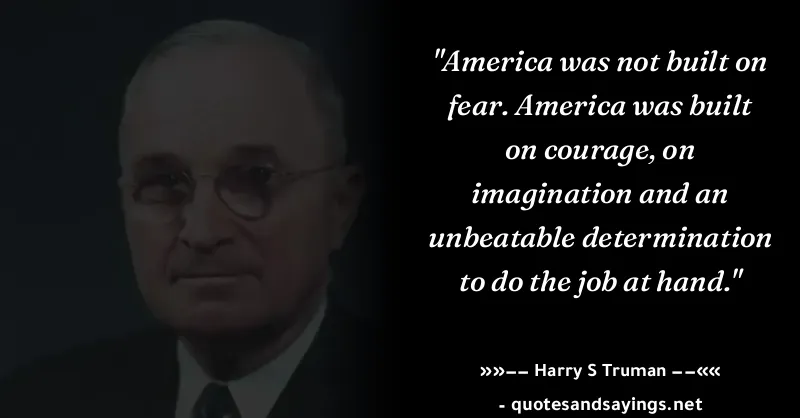 "America was not built on
fear. America was built
on courage, on
imagination and an
unbeatable determination
to do the job at hand."
»»–– Harry S Truman ––««
- quotesandsayings.net